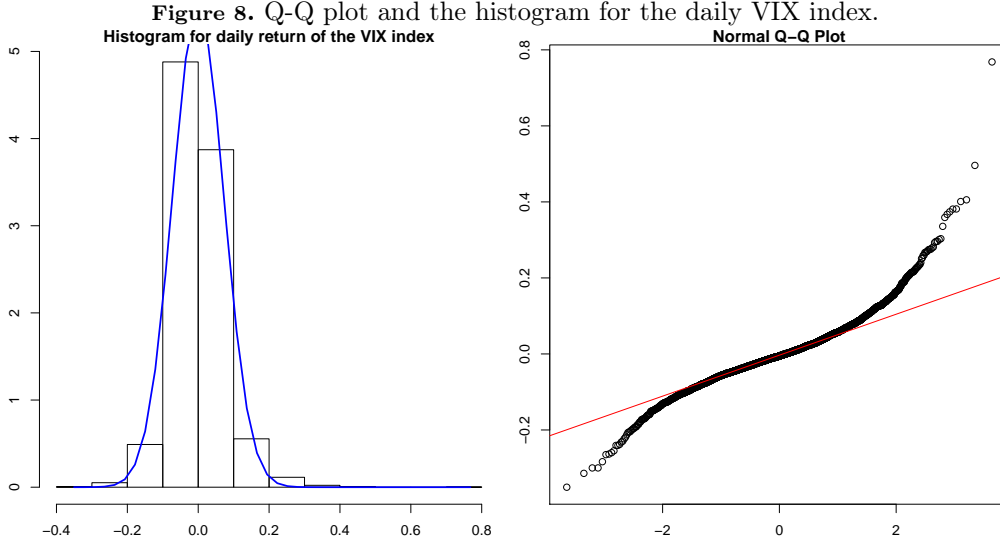 Figure 8. Q-Q plot and the histogram for the daily VIX index.
Histogram for daily return of the VIX index
5
4
3
2
1
0
−0.4 −0.2 0.0 0.2 0.4 0.6 0.8
Normal Q−Q Plot
0.8
0.6
0.4
0.2
0.0
−0.2
−2 0 2